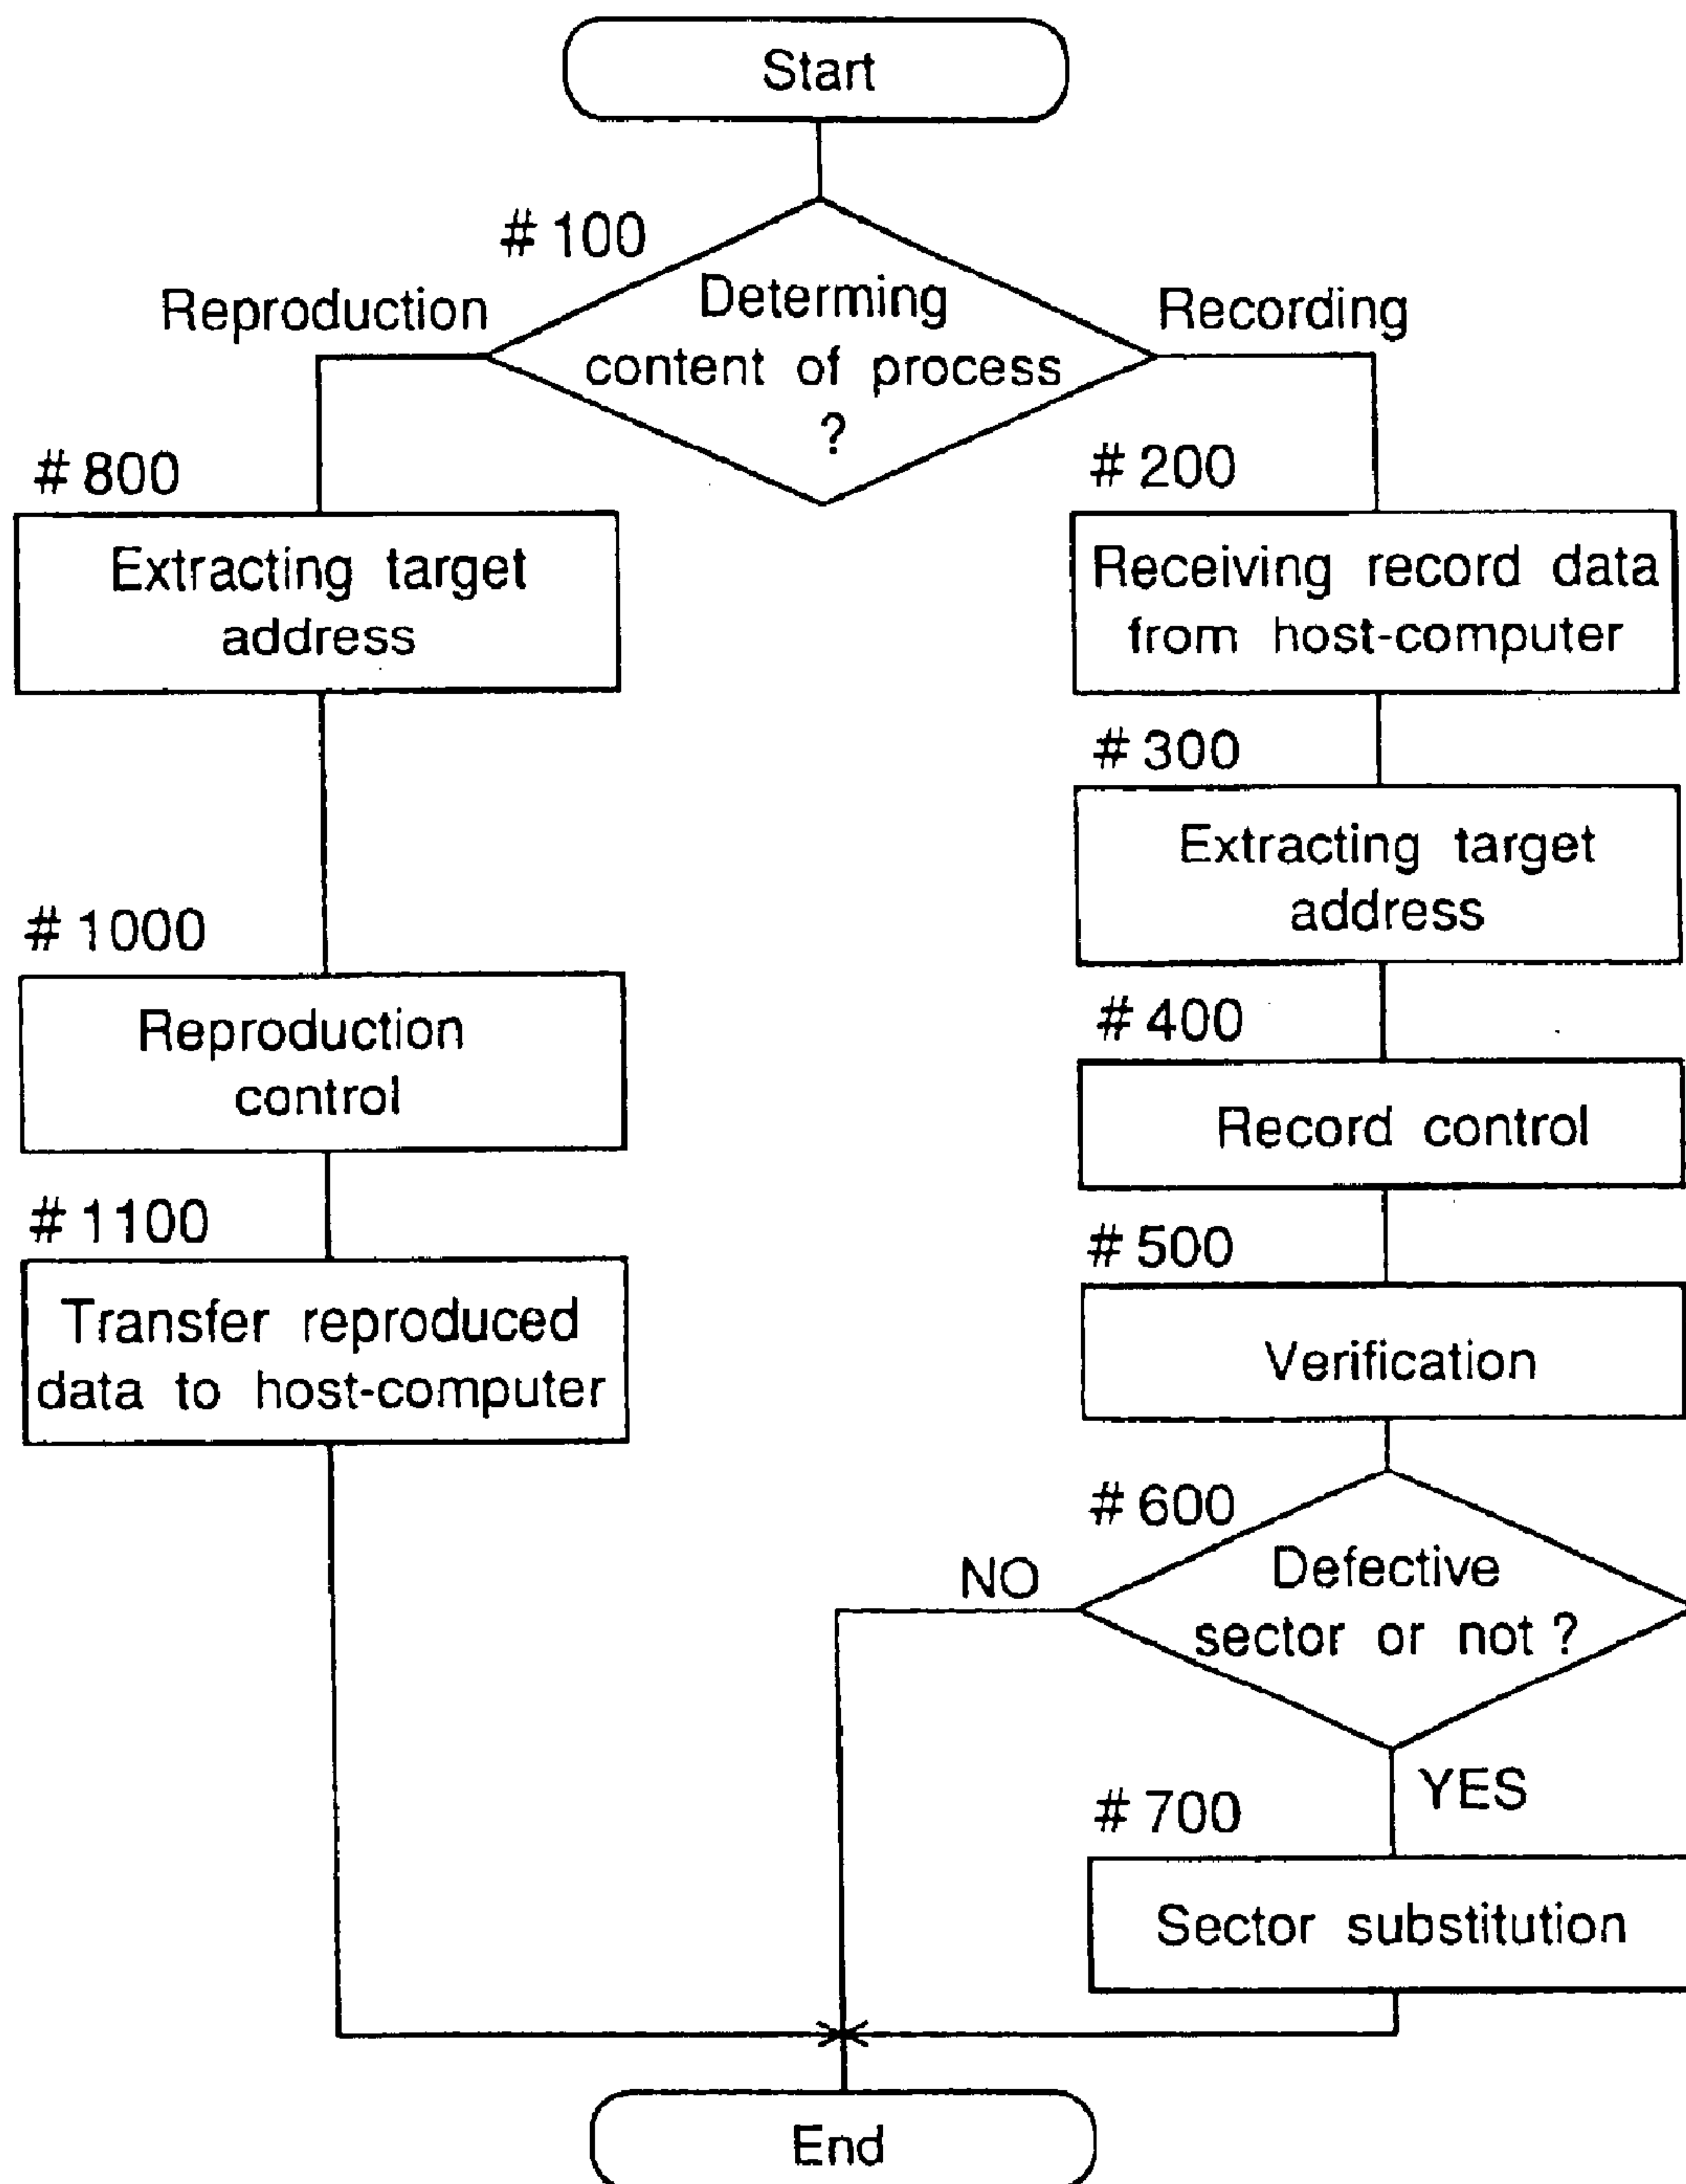 Start
# 100
Determing
content of process
?
Reproduction
Recording
# 800
Extracting target
address
# 1000
Reproduction
control
# 1100
Transfer reproduced
data to host-computer
# 200
Receiving record data
from host-computer
# 300
Extracting target
address
# 400
Record control
# 500
Verification
# 600
Defective
sector or not ?
NO
YES
# 700
Sector substitution
End